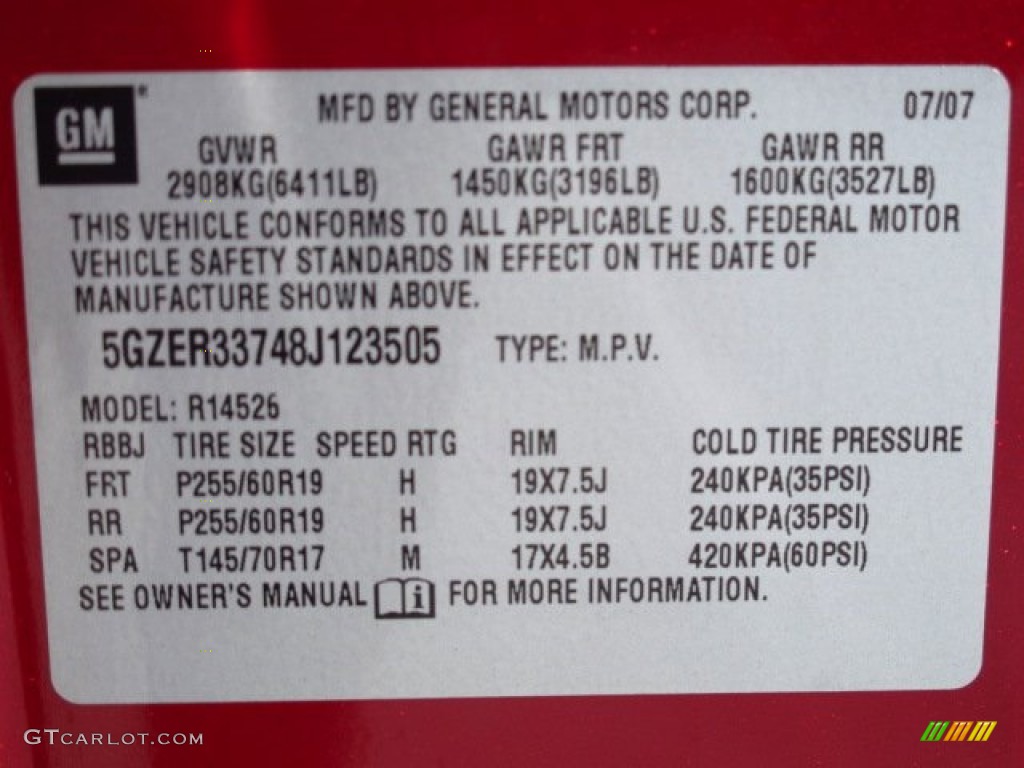 GM® MFD BY GENERAL MOTORS CORP. 07/07
GVWR GAWR FRT GAWR RR
2908KG(6411LB) 1450KG(3196LB) 1600KG(3527LB)
THIS VEHICLE CONFORMS TO ALL APPLICABLE U.S. FEDERAL MOTOR
VEHICLE SAFETY STANDARDS IN EFFECT ON THE DATE OF
MANUFACTURE SHOWN ABOVE.
5GZER33748J123505 TYPE: M.P.V.
MODEL: R14526
RBBJ TIRE SIZE SPEED RTG RIM COLD TIRE PRESSURE
FRT P255/60R19 H 19X7.5J 240KPA(35PSI)
RR P255/60R19 H 19X7.5J 240KPA(35PSI)
SPA T145/70R17 M 17X4.5B 420KPA(60PSI)
SEE OWNER'S MANUAL i FOR MORE INFORMATION.
GTCARLOT.COM